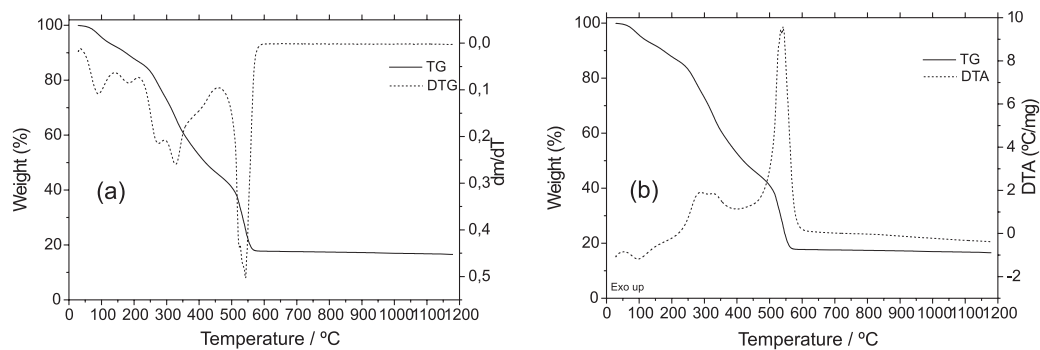 100
80
60
40
20
0
Weight (%)
(a)
TG
DTG
0,0
0,1
0,2
0,3
0,4
0,5
dm/dT
0 100 200 300 400 500 600 700 800 900 1000 1100 1200
Temperature / ºC
100
80
60
40
20
0
Weight (%)
(b)
TG
DTA
Exo up
10
8
6
4
2
0
-2
DTA (ºC/mg)
0 100 200 300 400 500 600 700 800 900 1000 1100 1200
Temperature / ºC